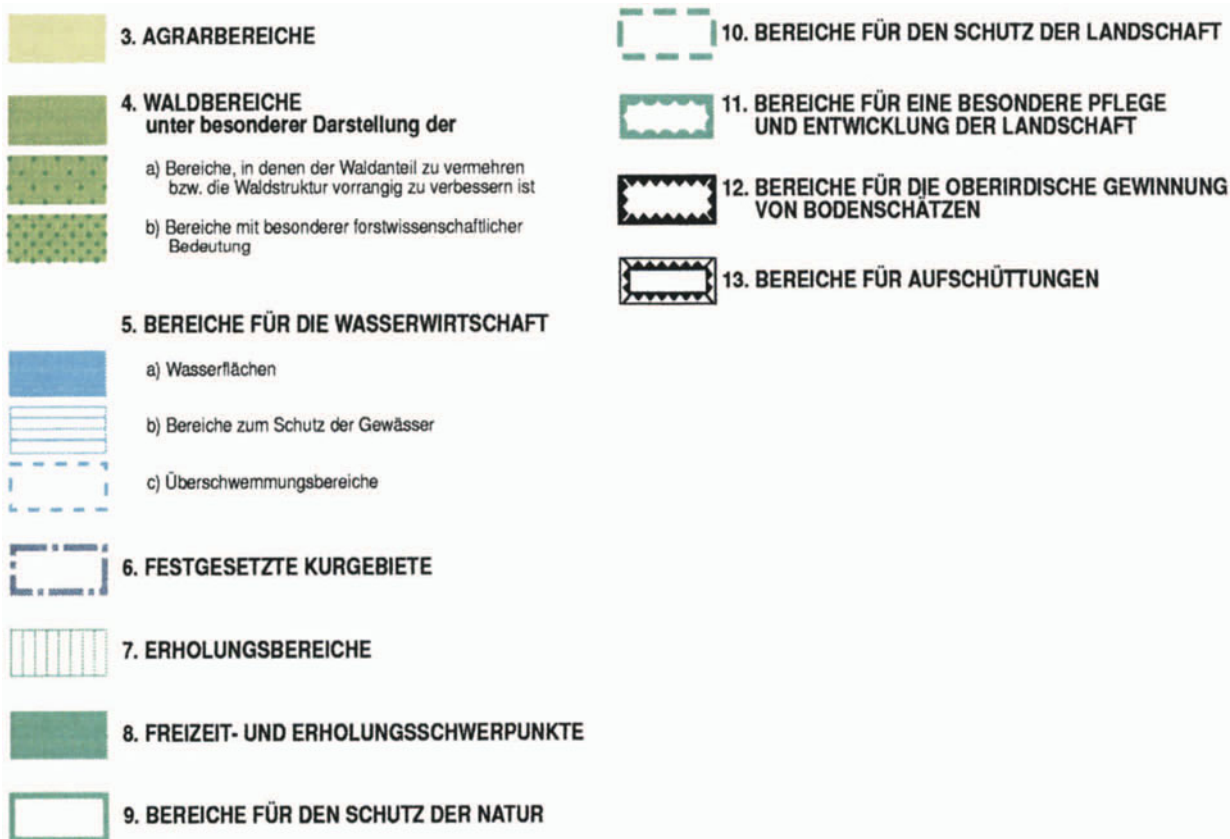 3. AGRARBEREICHE
4. WALDBEREICHE
unter besonderer Darstellung der
a) Bereiche, in denen der Waldanteil zu vermehren
bzw. die Waldstruktur vorrangig zu verbessern ist
b) Bereiche mit besonderer forstwissenschaftlicher
Bedeutung
5. BEREICHE FÜR DIE WASSERWIRTSCHAFT
a) Wasserflächen
b) Bereiche zum Schutz der Gewässer
c) Überschwemmungsbereiche
6. FESTGESETZTE KURGEBIETE
7. ERHOLUNGSBEREICHE
8. FREIZEIT- UND ERHOLUNGSSCHWERPUNKTE
9. BEREICHE FÜR DEN SCHUTZ DER NATUR
10. BEREICHE FÜR DEN SCHUTZ DER LANDSCHAFT
11. BEREICHE FÜR EINE BESONDERE PFLEGE
UND ENTWICKLUNG DER LANDSCHAFT
12. BEREICHE FÜR DIE OBERIRDISCHE GEWINNUNG
VON BODENSCHÄTZEN
13. BEREICHE FÜR AUFSCHÜTTUNGEN